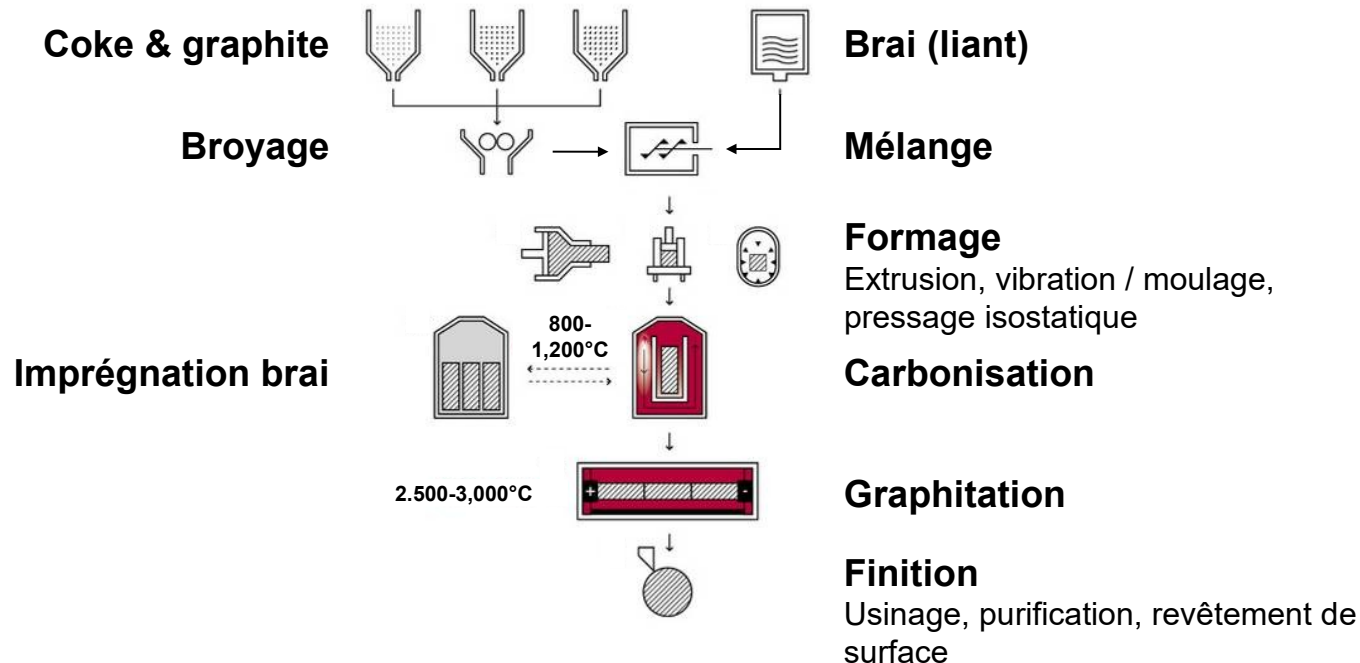 Coke & graphite
Brai (liant)
Broyage
Mélange
Formage
Extrusion, vibration / moulage,
pressage isostatique
800-
1,200°C
Imprégnation brai
Carbonisation
+
-
2.500-3,000°C
Graphitation
Finition
Usinage, purification, revêtement de
surface